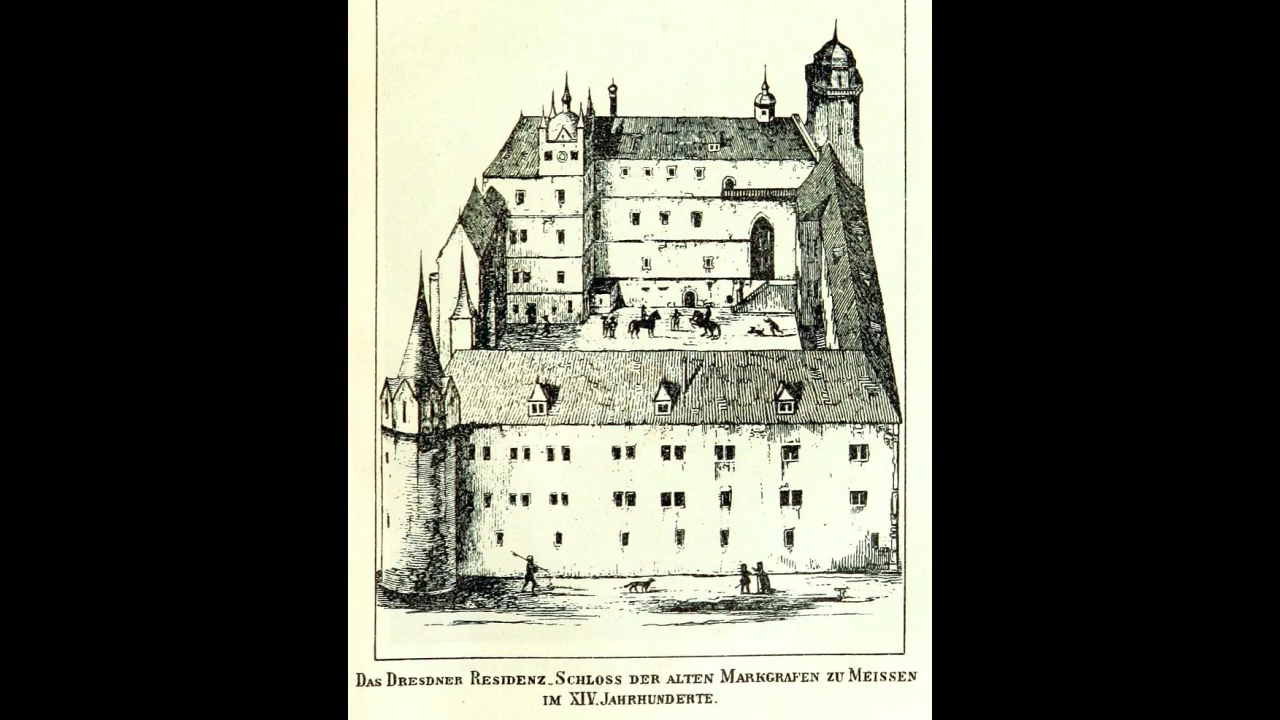 DAS DRESDNER RESIDENZ-SCHLOSS DER ALTEN MARKGRAFEN ZU MEISSEN
IM XIV. JAHRHUNDERTE.